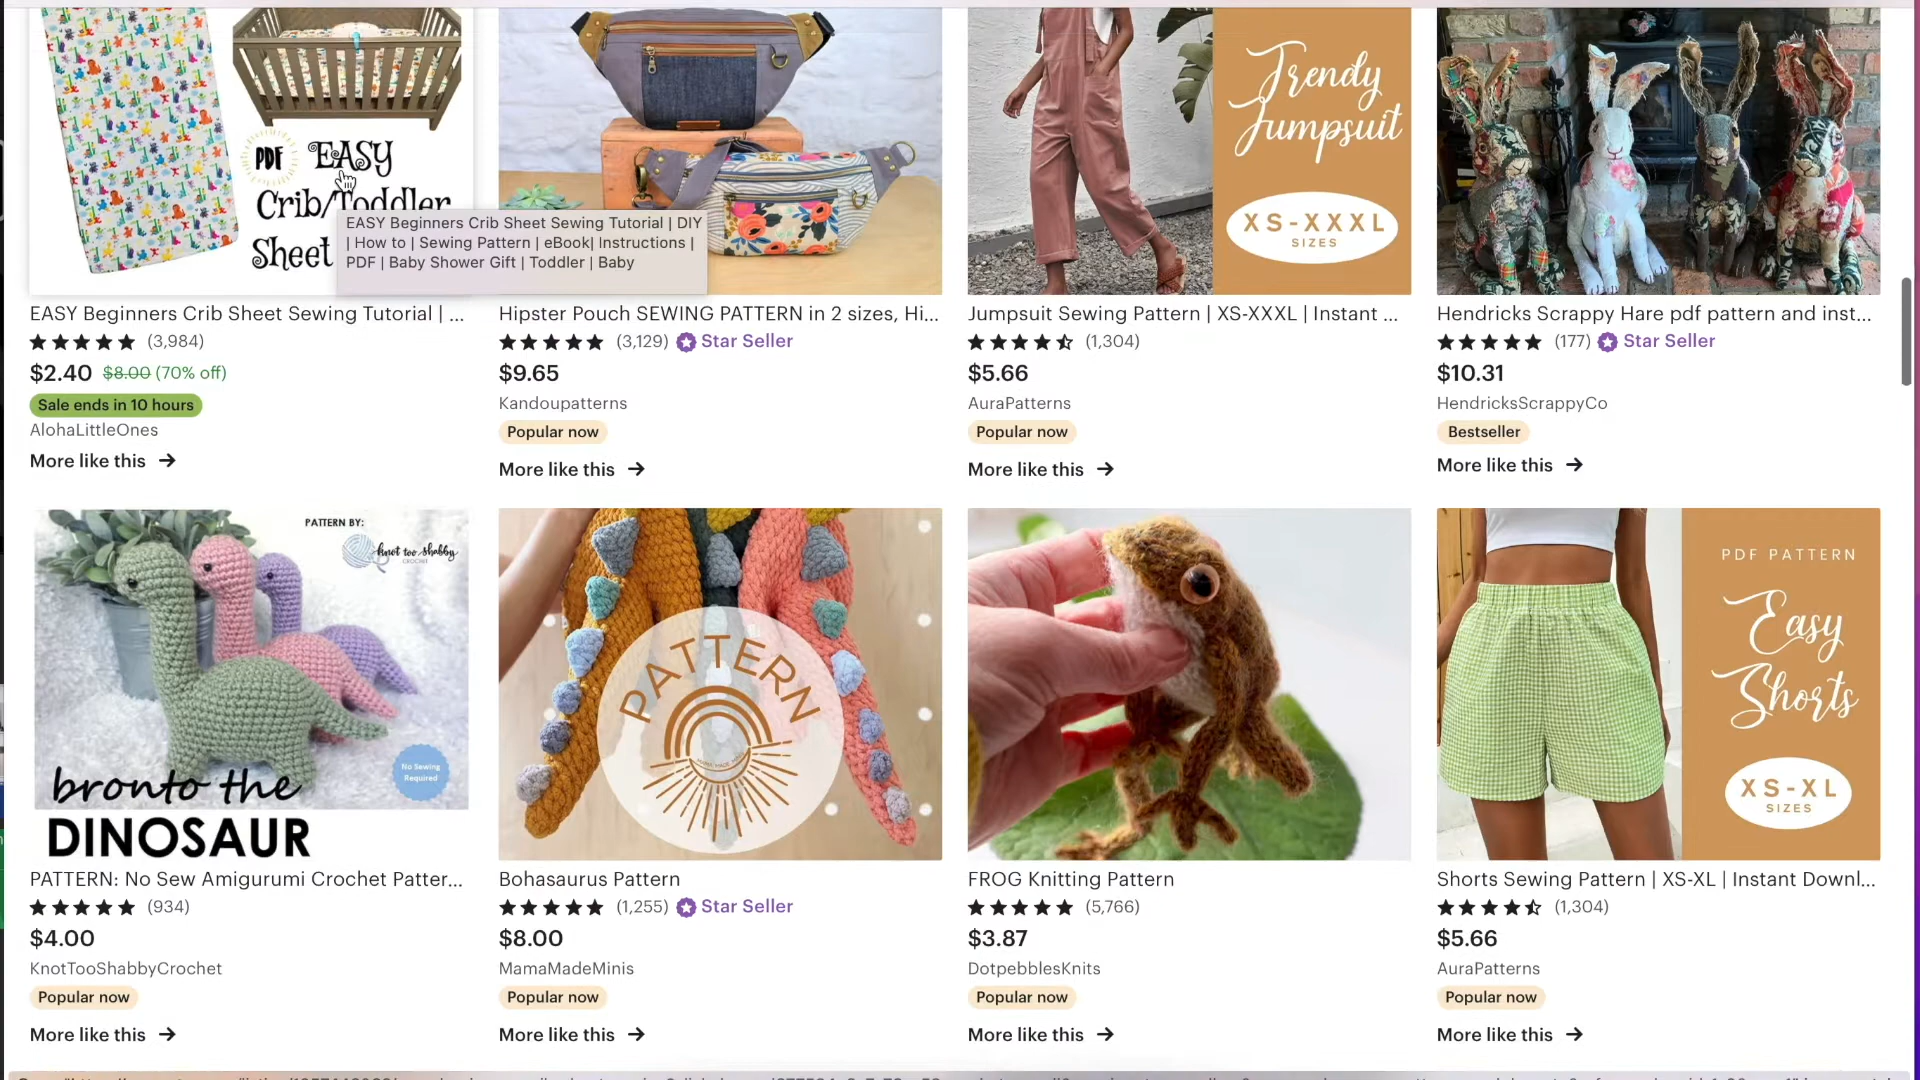 PDF EASY
Crib/Toddler
Sheet
EASY Beginners Crib Sheet Sewing Tutorial | DIY
| How to | Sewing Pattern | eBook| Instructions |
PDF | Baby Shower Gift | Toddler | Baby
Trendy
Jumpsuit
XS-XXXL
SIZES
EASY Beginners Crib Sheet Sewing Tutorial | ...
(3,984)
$2.40 $8.00 (70% off)
Sale ends in 10 hours
AlohaLittleOnes
More like this
Hipster Pouch SEWING PATTERN in 2 sizes, Hi...
(3,129) Star Seller
$9.65
Kandoupatterns
Popular now
More like this
Jumpsuit Sewing Pattern | XS-XXXL | Instant ...
(1,304)
$5.66
AuraPatterns
Popular now
More like this
Hendricks Scrappy Hare pdf pattern and inst...
(177) Star Seller
$10.31
HendricksScrappyCo
Bestseller
More like this
PATTERN BY:
knot too shabby
CROCHET
No Sewing
Required
bronto the
DINOSAUR
PATTERN
PDF PATTERN
Easy
Shorts
XS-XL
SIZES
PATTERN: No Sew Amigurumi Crochet Patter...
(934)
$4.00
KnotTooShabbyCrochet
Popular now
More like this
Bohasaurus Pattern
(1,255) Star Seller
$8.00
MamaMadeMinis
Popular now
More like this
FROG Knitting Pattern
(5,766)
$3.87
DotpebblesKnits
Popular now
More like this
Shorts Sewing Pattern | XS-XL | Instant Downl...
(1,304)
$5.66
AuraPatterns
Popular now
More like this